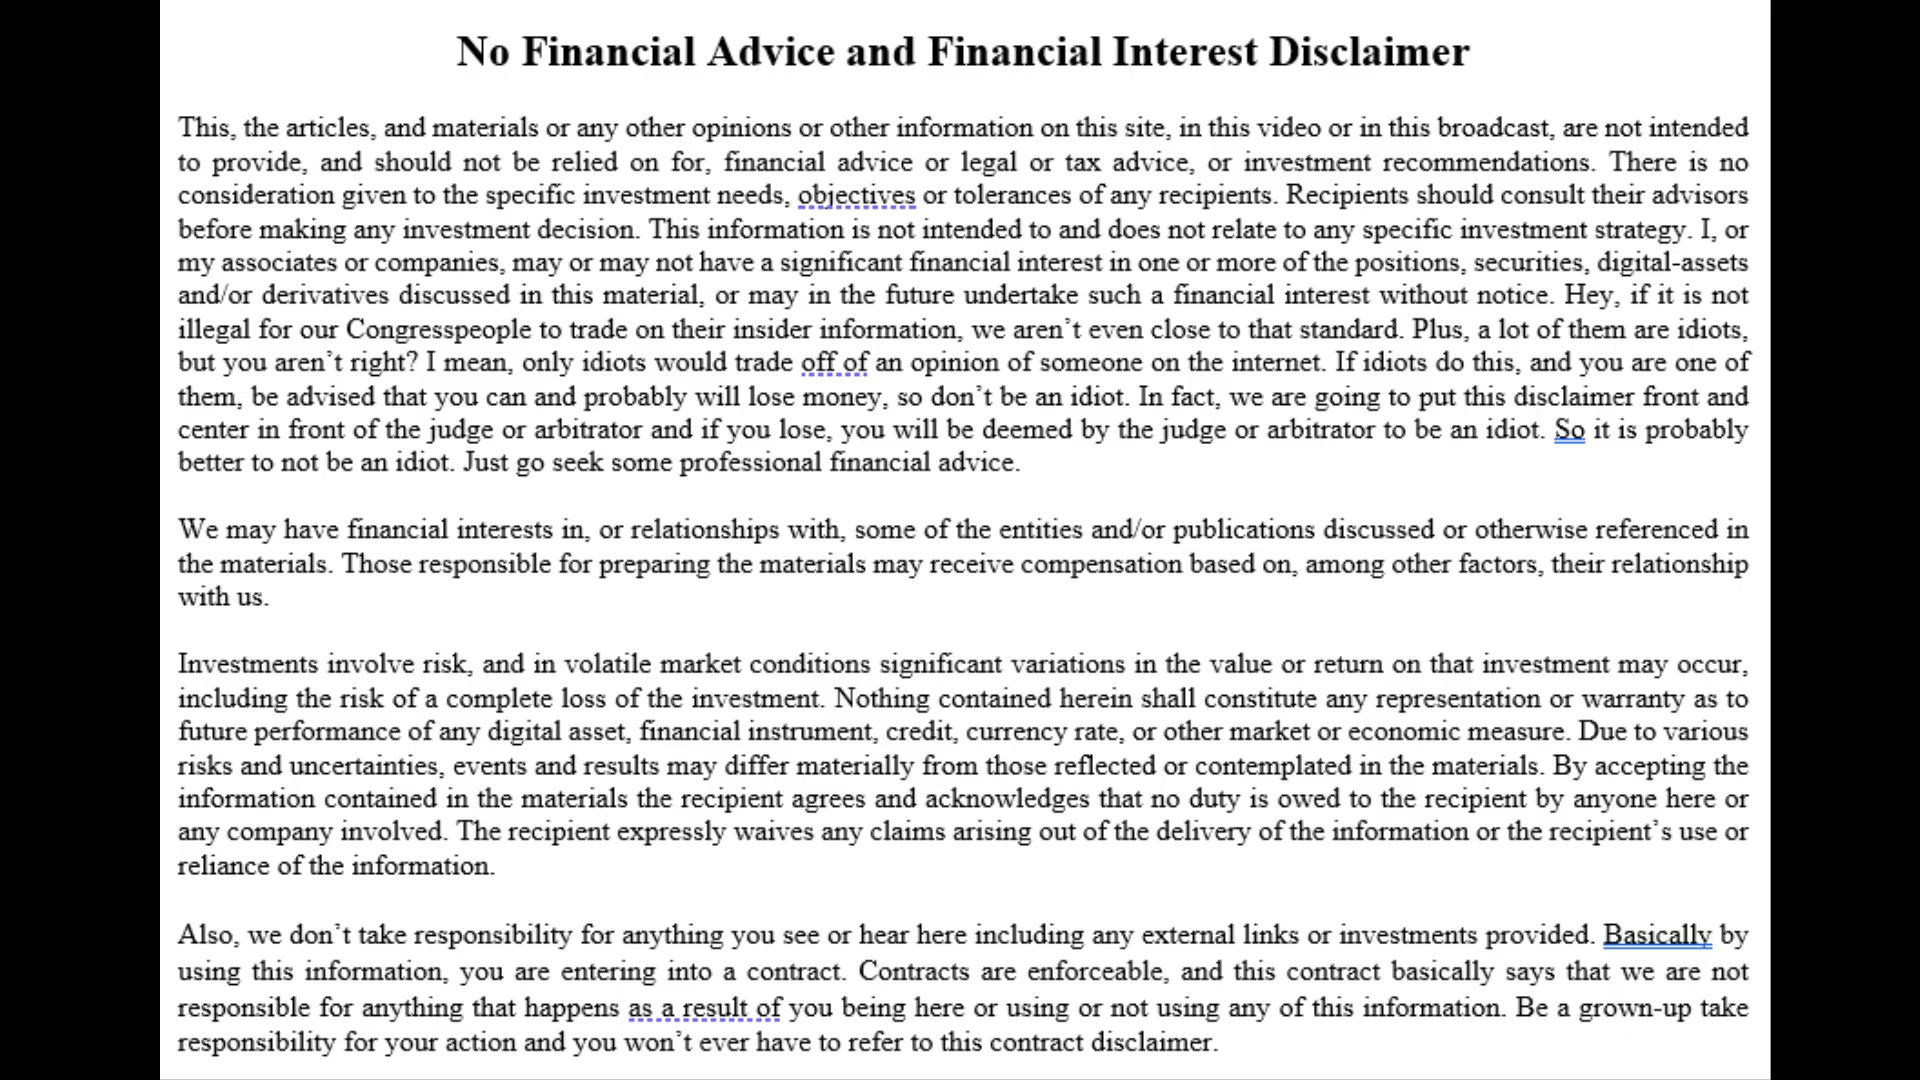 No Financial Advice and Financial Interest Disclaimer
This, the articles, and materials or any other opinions or other information on this site, in this video or in this broadcast, are not intended
to provide, and should not be relied on for, financial advice or legal or tax advice, or investment recommendations. There is no
consideration given to the specific investment needs, objectives or tolerances of any recipients. Recipients should consult their advisors
before making any investment decision. This information is not intended to and does not relate to any specific investment strategy. I, or
my associates or companies, may or may not have a significant financial interest in one or more of the positions, securities, digital-assets
and/or derivatives discussed in this material, or may in the future undertake such a financial interest without notice. Hey, if it is not
illegal for our Congresspeople to trade on their insider information, we aren’t even close to that standard. Plus, a lot of them are idiots,
but you aren’t right? I mean, only idiots would trade off of an opinion of someone on the internet. If idiots do this, and you are one of
them, be advised that you can and probably will lose money, so don’t be an idiot. In fact, we are going to put this disclaimer front and
center in front of the judge or arbitrator and if you lose, you will be deemed by the judge or arbitrator to be an idiot. So it is probably
better to not be an idiot. Just go seek some professional financial advice.
We may have financial interests in, or relationships with, some of the entities and/or publications discussed or otherwise referenced in
the materials. Those responsible for preparing the materials may receive compensation based on, among other factors, their relationship
with us.
Investments involve risk, and in volatile market conditions significant variations in the value or return on that investment may occur,
including the risk of a complete loss of the investment. Nothing contained herein shall constitute any representation or warranty as to
future performance of any digital asset, financial instrument, credit, currency rate, or other market or economic measure. Due to various
risks and uncertainties, events and results may differ materially from those reflected or contemplated in the materials. By accepting the
information contained in the materials the recipient agrees and acknowledges that no duty is owed to the recipient by anyone here or
any company involved. The recipient expressly waives any claims arising out of the delivery of the information or the recipient’s use or
reliance of the information.
Also, we don’t take responsibility for anything you see or hear here including any external links or investments provided. Basically by
using this information, you are entering into a contract. Contracts are enforceable, and this contract basically says that we are not
responsible for anything that happens as a result of you being here or using or not using any of this information. Be a grown-up take
responsibility for your action and you won’t ever have to refer to this contract disclaimer.